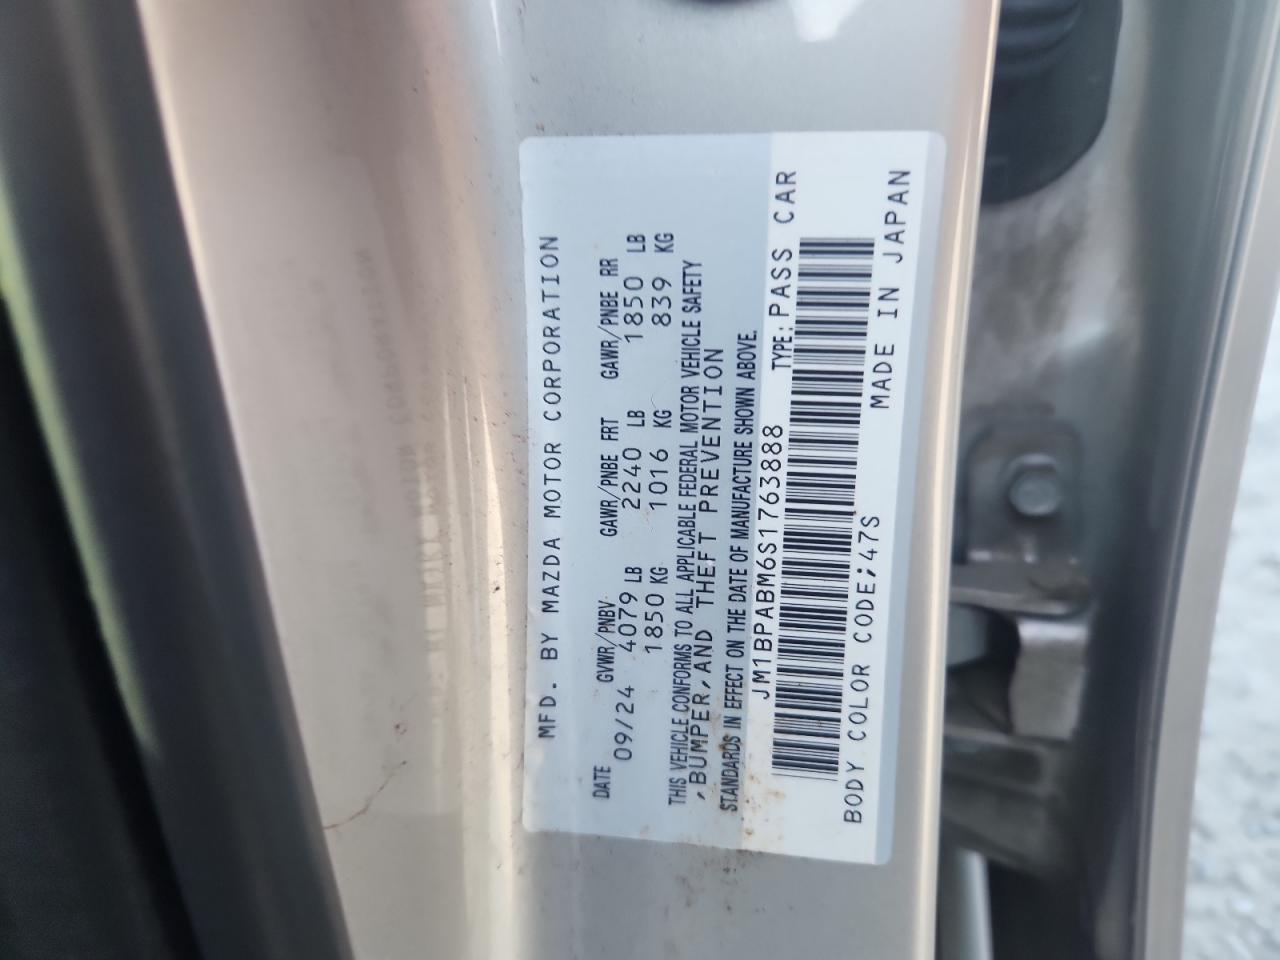 MFD. BY MAZDA MOTOR CORPORATION
DATE GVWR/PNBV GAWR/PNBE FRT GAWR/PNBE RR
09/24 4079 LB 2240 LB 1850 LB
1850 KG 1016 KG 839 KG
THIS VEHICLE CONFORMS TO ALL APPLICABLE FEDERAL MOTOR VEHICLE SAFETY
,BUMPER,AND THEFT PREVENTION
STANDARDS IN EFFECT ON THE DATE OF MANUFACTURE SHOWN ABOVE.
JM1BPABM6S1763888 TYPE:PASS CAR
BODY COLOR CODE:47S MADE IN JAPAN